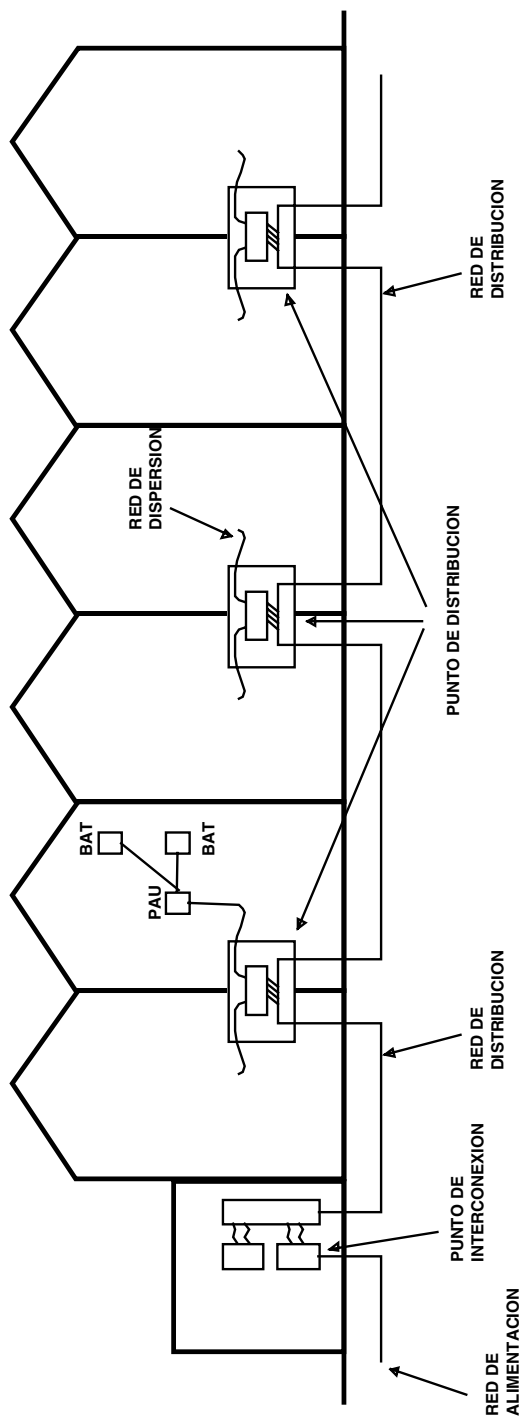 RED DE
ALIMENTACION
PUNTO DE
INTERCONEXION
RED DE
DISTRIBUCION
PAU
BAT
BAT
RED DE
DISPERSION
PUNTO DE DISTRIBUCION
RED DE
DISTRIBUCION